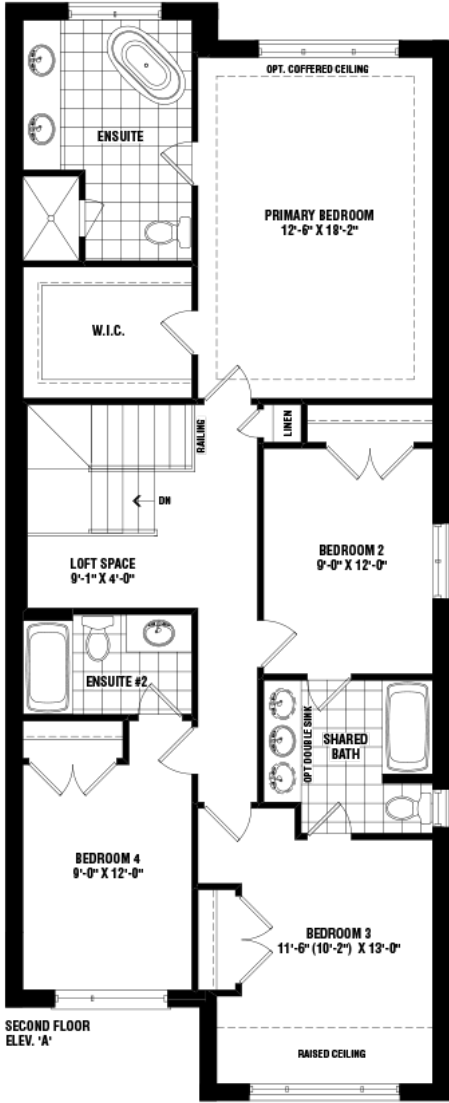 OPT. COFFERED CEILING
ENSUITE
PRIMARY BEDROOM
12'-6" X 18'-2"
W.I.C.
RAILING
LINEN
DN
BEDROOM 2
9'-0" X 12'-0"
LOFT SPACE
9'-1" X 4'-0"
ENSUITE #2
OPT DOUBLE SINK
SHARED
BATH
BEDROOM 4
9'-0" X 12'-0"
BEDROOM 3
11'-6" (10'-2") X 13'-0"
SECOND FLOOR
ELEV. 'A'
RAISED CEILING